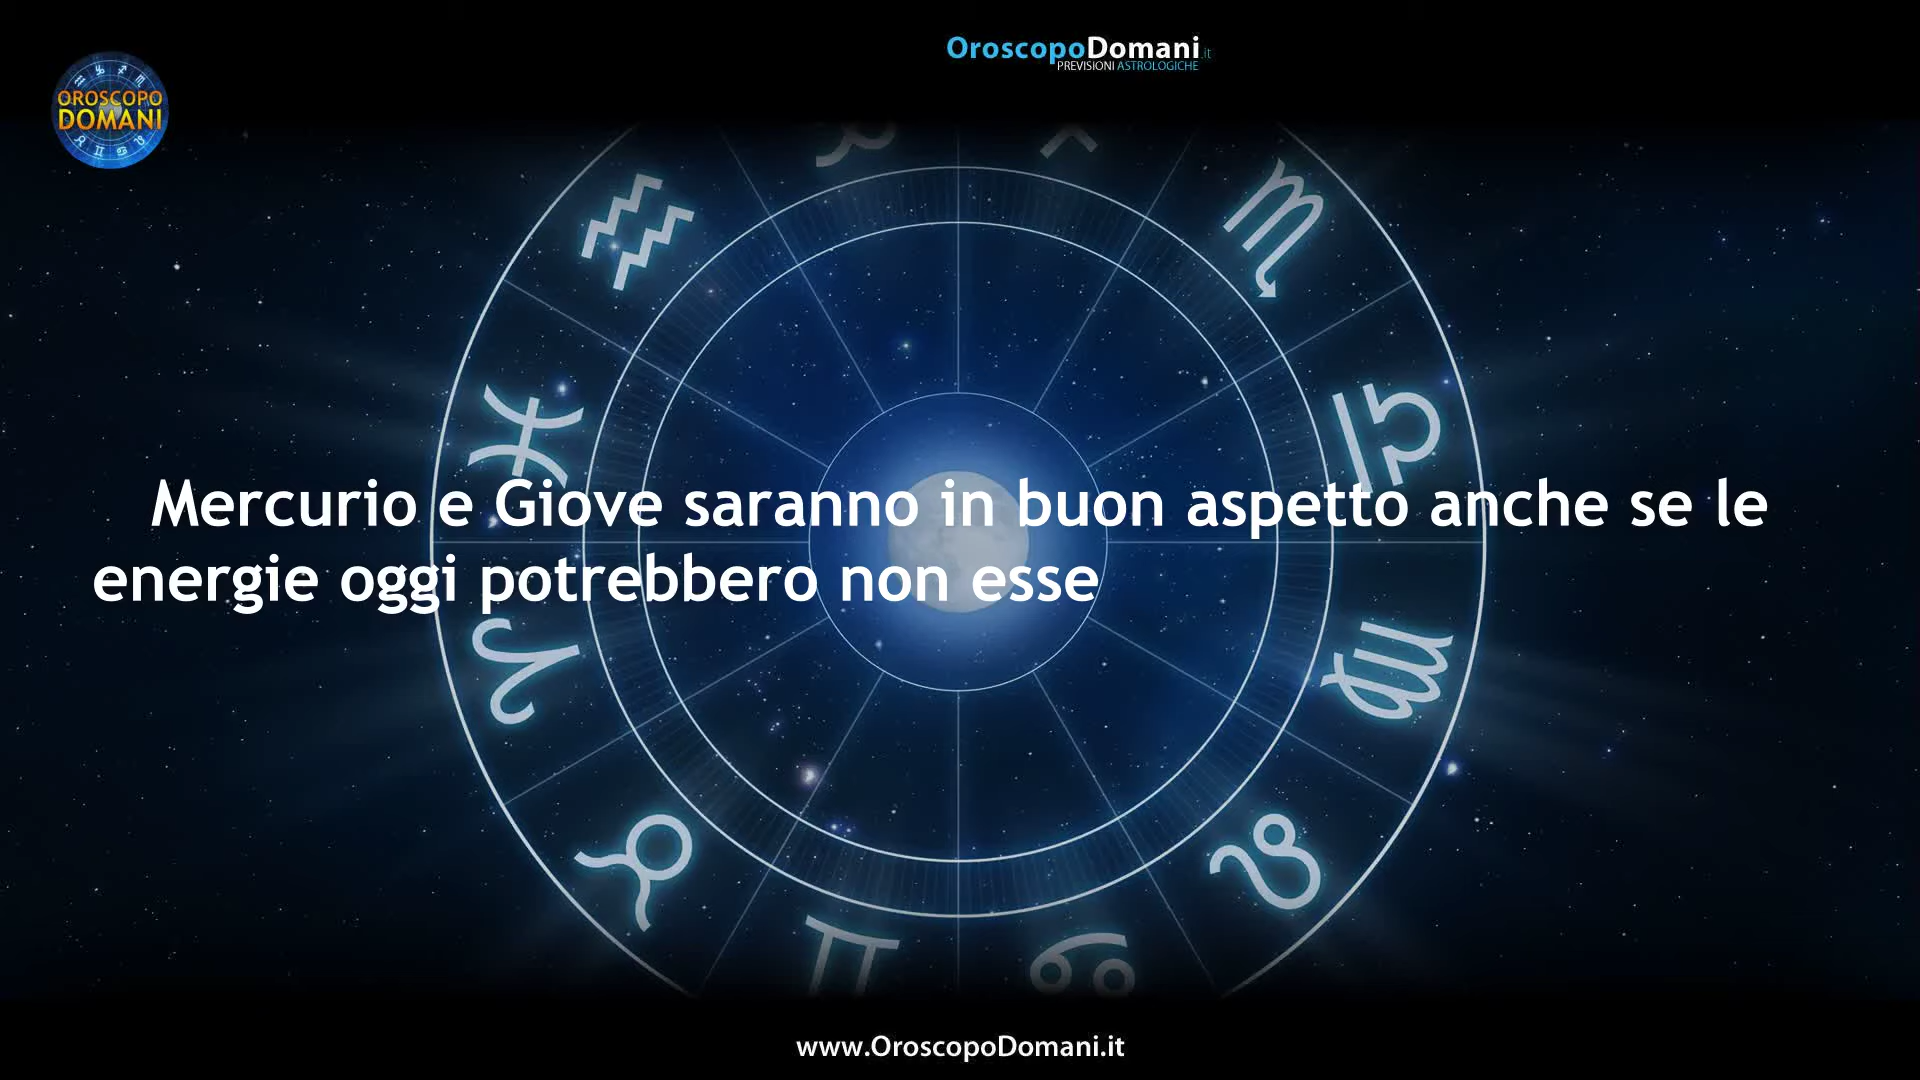 OroscopoDomani.it
PREVISIONI ASTROLOGICHE
OROSCOPO
DOMANI
Mercurio e Giove saranno in buon aspetto anche se le
energie oggi potrebbero non esse
www.OroscopoDomani.it